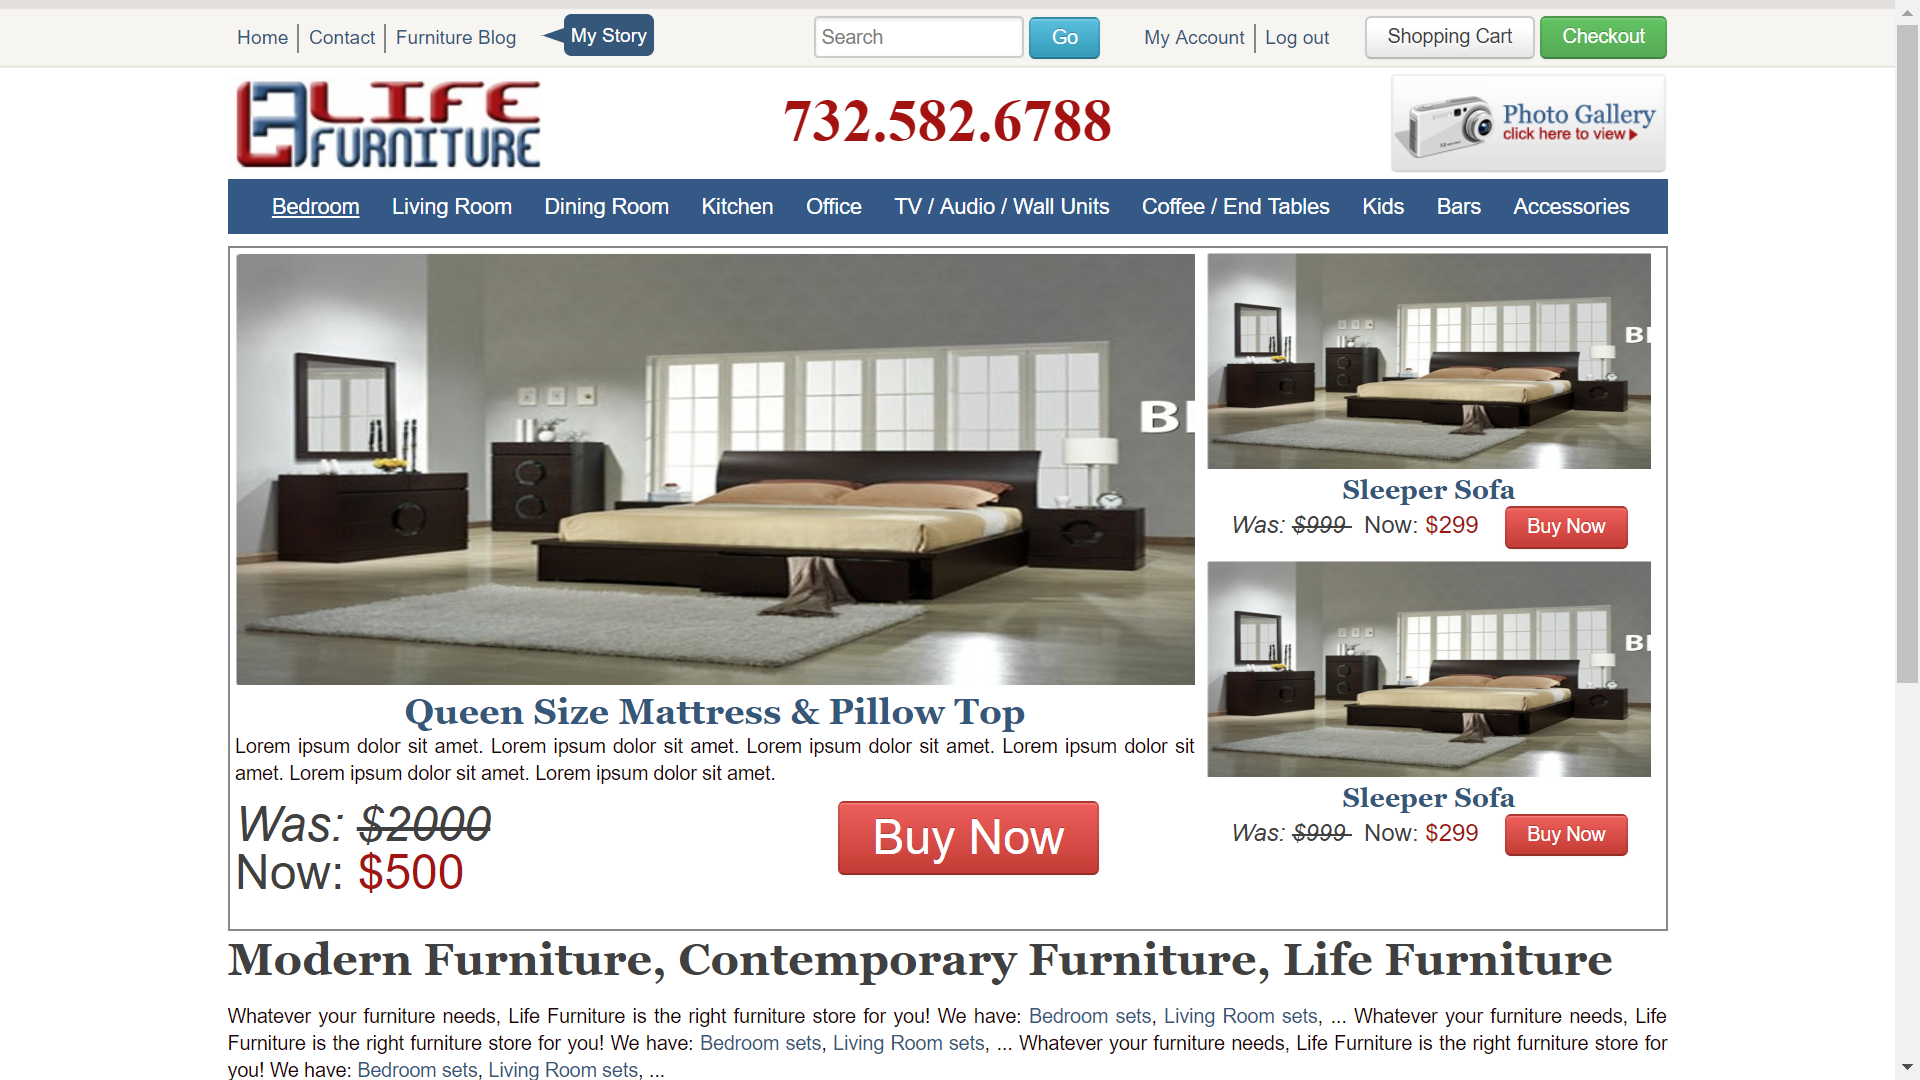 Home Contact Furniture Blog My Story Search Go My Account Log out Shopping Cart Checkout
LIFE FURNITURE
732.582.6788
Photo Gallery
click here to view
Bedroom Living Room Dining Room Kitchen Office TV / Audio / Wall Units Coffee / End Tables Kids Bars Accessories
Queen Size Mattress & Pillow Top
Lorem ipsum dolor sit amet. Lorem ipsum dolor sit amet. Lorem ipsum dolor sit amet. Lorem ipsum dolor sit
amet. Lorem ipsum dolor sit amet. Lorem ipsum dolor sit amet.
Was: $2000
Now: $500
Buy Now
Sleeper Sofa
Was: $999 Now: $299 Buy Now
Sleeper Sofa
Was: $999 Now: $299 Buy Now
Modern Furniture, Contemporary Furniture, Life Furniture
Whatever your furniture needs, Life Furniture is the right furniture store for you! We have: Bedroom sets, Living Room sets, ... Whatever your furniture needs, Life
Furniture is the right furniture store for you! We have: Bedroom sets, Living Room sets, ... Whatever your furniture needs, Life Furniture is the right furniture store for
you! We have: Bedroom sets, Living Room sets, ...